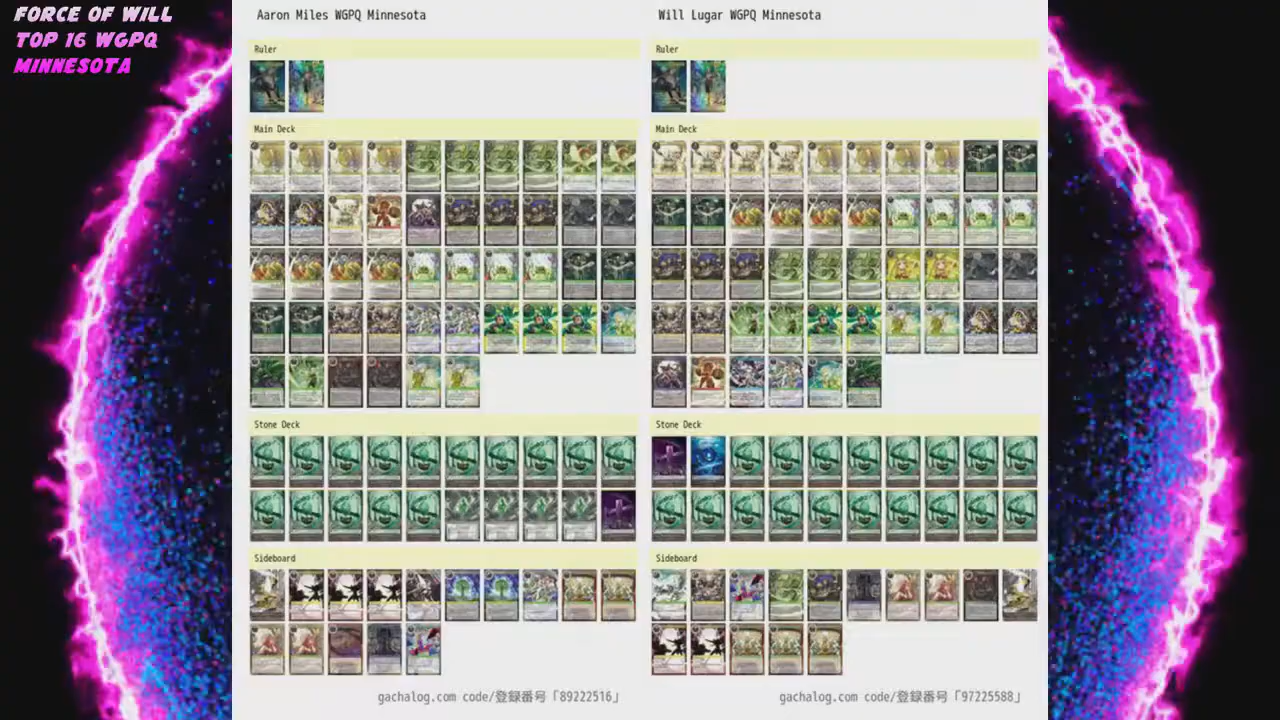 FORCE OF WILL
TOP 16 WGPQ
MINNESOTA
Aaron Miles WGPQ Minnesota
Ruler
Main Deck
Stone Deck
Sideboard
gachalog.com code/登録番号「89222516」
Will Lugar WGPQ Minnesota
Ruler
Main Deck
Stone Deck
Sideboard
gachalog.com code/登録番号「97225588」